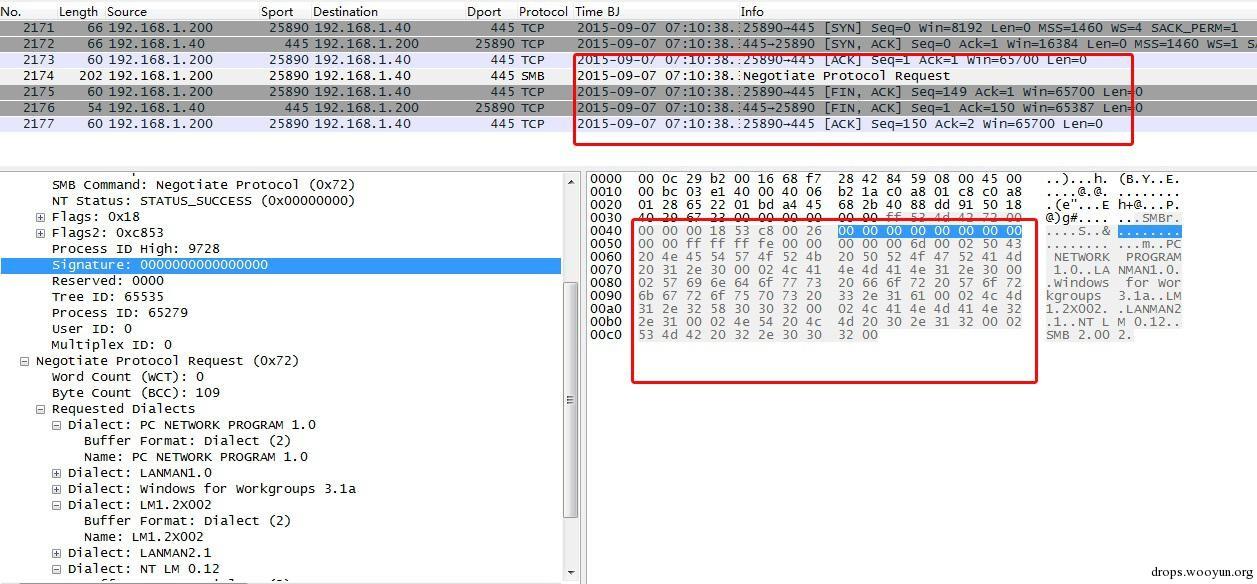 No. Length Source Sport Destination Dport Protocol Time BJ Info
2171 66 192.168.1.200 25890 192.168.1.40 445 TCP 2015-09-07 07:10:38. 25890→445 [SYN] Seq=0 Win=8192 Len=0 MSS=1460 WS=4 SACK_PERM=1
2172 66 192.168.1.40 445 192.168.1.200 25890 TCP 2015-09-07 07:10:38. 445→25890 [SYN, ACK] Seq=0 Ack=1 Win=16384 Len=0 MSS=1460 WS=1 SA
2173 60 192.168.1.200 25890 192.168.1.40 445 TCP 2015-09-07 07:10:38. 25890→445 [ACK] Seq=1 Ack=1 Win=65700 Len=0
2174 202 192.168.1.200 25890 192.168.1.40 445 SMB 2015-09-07 07:10:38. Negotiate Protocol Request
2175 60 192.168.1.200 25890 192.168.1.40 445 TCP 2015-09-07 07:10:38. 25890→445 [FIN, ACK] Seq=149 Ack=1 Win=65700 Len=0
2176 54 192.168.1.40 445 192.168.1.200 25890 TCP 2015-09-07 07:10:38. 445→25890 [FIN, ACK] Seq=1 Ack=150 Win=65387 Len=0
2177 60 192.168.1.200 25890 192.168.1.40 445 TCP 2015-09-07 07:10:38. 25890→445 [ACK] Seq=150 Ack=2 Win=65700 Len=0
SMB Command: Negotiate Protocol (0x72)
NT Status: STATUS_SUCCESS (0x00000000)
Flags: 0x18
Flags2: 0xc853
Process ID High: 9728
Signature: 0000000000000000
Reserved: 0000
Tree ID: 65535
Process ID: 65279
User ID: 0
Multiplex ID: 0
Negotiate Protocol Request (0x72)
Word Count (WCT): 0
Byte Count (BCC): 109
Requested Dialects
Dialect: PC NETWORK PROGRAM 1.0
Buffer Format: Dialect (2)
Name: PC NETWORK PROGRAM 1.0
Dialect: LANMAN1.0
Dialect: Windows for Workgroups 3.1a
Dialect: LM1.2X002
Buffer Format: Dialect (2)
Name: LM1.2X002
Dialect: LANMAN2.1
Dialect: NT LM 0.12
0000 00 0c 29 b2 00 16 68 f7 28 42 84 59 08 00 45 00 ..)...h. (B.Y..E.
0010 00 bc 03 e1 40 00 40 06 b2 1a c0 a8 01 c8 c0 a8 ....@.@. ........
0020 01 28 65 22 01 bd a4 45 68 2b 40 88 dd 91 50 18 .(e"...E h+@...P.
0030 40 29 67 23 00 00 00 00 00 90 ff 53 4d 42 72 00 @)g#.... ...SMBr.
0040 00 00 00 18 53 c8 00 26 00 00 00 00 00 00 00 00 ....S..& ........
0050 00 00 ff ff ff fe 00 00 00 00 00 6d 00 02 50 43 ........ ...m..PC
0060 20 4e 45 54 57 4f 52 4b 20 50 52 4f 47 52 41 4d NETWORK PROGRAM
0070 20 31 2e 30 00 02 4c 41 4e 4d 41 4e 31 2e 30 00 1.0..LA NMAN1.0.
0080 02 57 69 6e 64 6f 77 73 20 66 6f 72 20 57 6f 72 .Windows for Wor
0090 6b 67 72 6f 75 70 73 20 33 2e 31 61 00 02 4c 4d kgroups 3.1a..LM
00a0 31 2e 32 58 30 30 32 00 02 4c 41 4e 4d 41 4e 32 1.2X002. .LANMAN2
00b0 2e 31 00 02 4e 54 20 4c 4d 20 30 2e 31 32 00 02 .1..NT L M 0.12..
00c0 53 4d 42 20 32 2e 30 30 32 00 SMB 2.00 2.
drops.wooyun.org